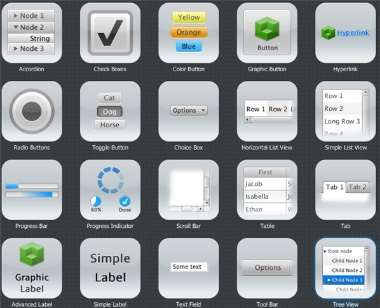 Node 1
Node 2
String
Node 3
Accordion
Check Boxes
Yellow
Orange
Blue
Color Button
Button
Graphic Button
Hyperlink
Hyperlink
Radio Buttons
Cat
Dog
Horse
Toggle Button
Options
Choice Box
Row 1 Row 2
Horizontal List View
Row 1
Row 2
Long Row 3
Row 4
Simple List View
Progress Bar
60% Done
Progress Indicator
Scroll Bar
First
Jacob S
Isabella J
Ethan W
Table
Tab 1 Tab 2
Tab
Graphic
Label
Advanced Label
Simple
Label
Simple Label
Some text
Text Field
Options
Tool Bar
Root node
Child Node 1
Child Node 2
Child Node 3
Child Node
Tree View